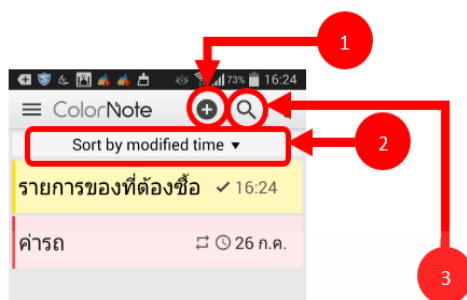 1
73% 16:24
ColorNote
Sort by modified time ▼
2
รายการของที่ต้องซื้อ ✓ 16:24
ค่ารถ 26 ก.ค.
3